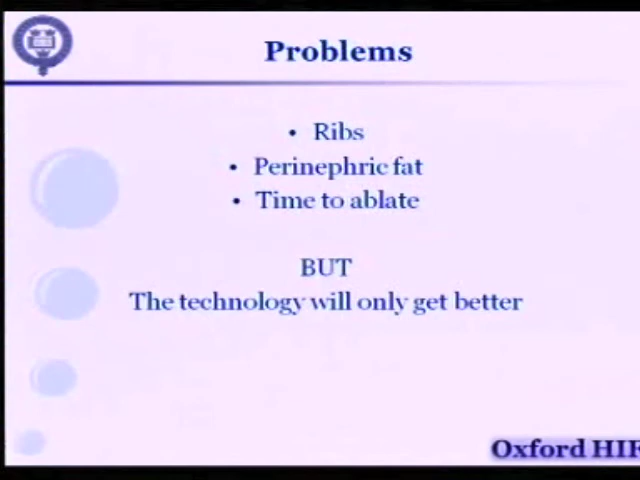 Problems
• Ribs
• Perinephric fat
• Time to ablate
BUT
The technology will only get better
Oxford HIF